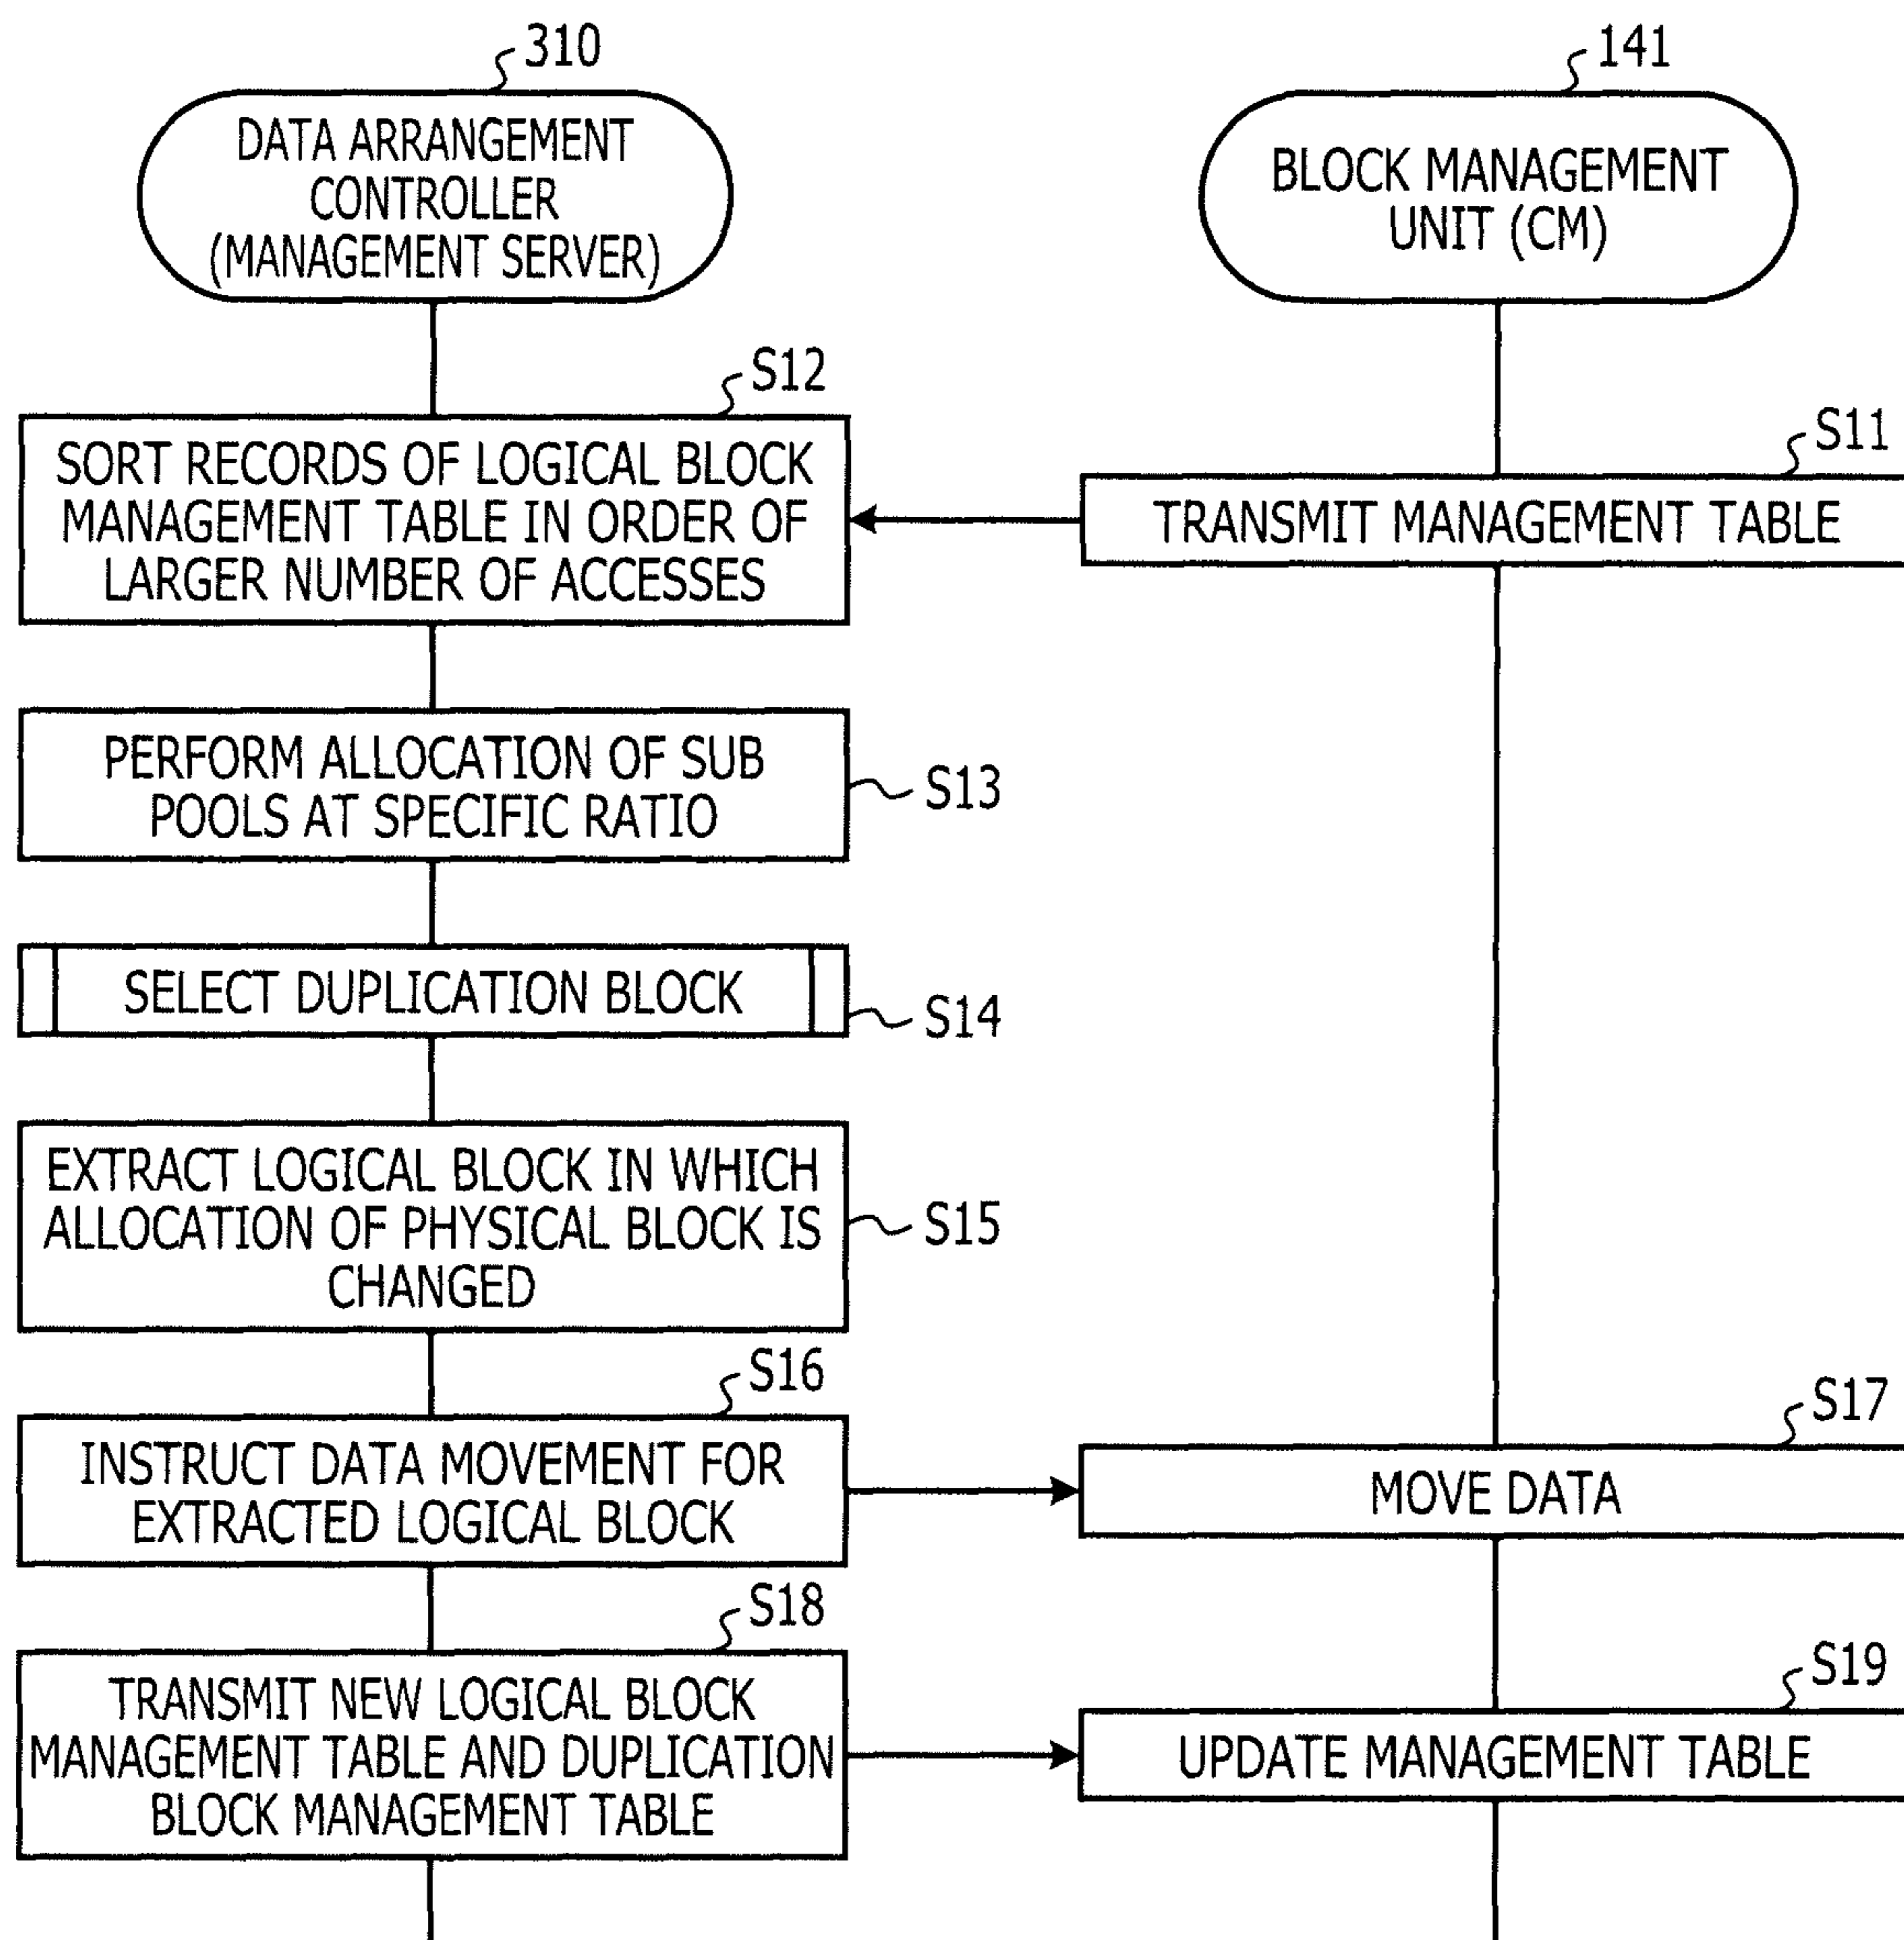 310
DATA ARRANGEMENT
CONTROLLER
(MANAGEMENT SERVER)
141
BLOCK MANAGEMENT
UNIT (CM)
S12
SORT RECORDS OF LOGICAL BLOCK
MANAGEMENT TABLE IN ORDER OF
LARGER NUMBER OF ACCESSES
S11
TRANSMIT MANAGEMENT TABLE
PERFORM ALLOCATION OF SUB
POOLS AT SPECIFIC RATIO
S13
SELECT DUPLICATION BLOCK
S14
EXTRACT LOGICAL BLOCK IN WHICH
ALLOCATION OF PHYSICAL BLOCK IS
CHANGED
S15
S16
INSTRUCT DATA MOVEMENT FOR
EXTRACTED LOGICAL BLOCK
S17
MOVE DATA
S18
TRANSMIT NEW LOGICAL BLOCK
MANAGEMENT TABLE AND DUPLICATION
BLOCK MANAGEMENT TABLE
S19
UPDATE MANAGEMENT TABLE